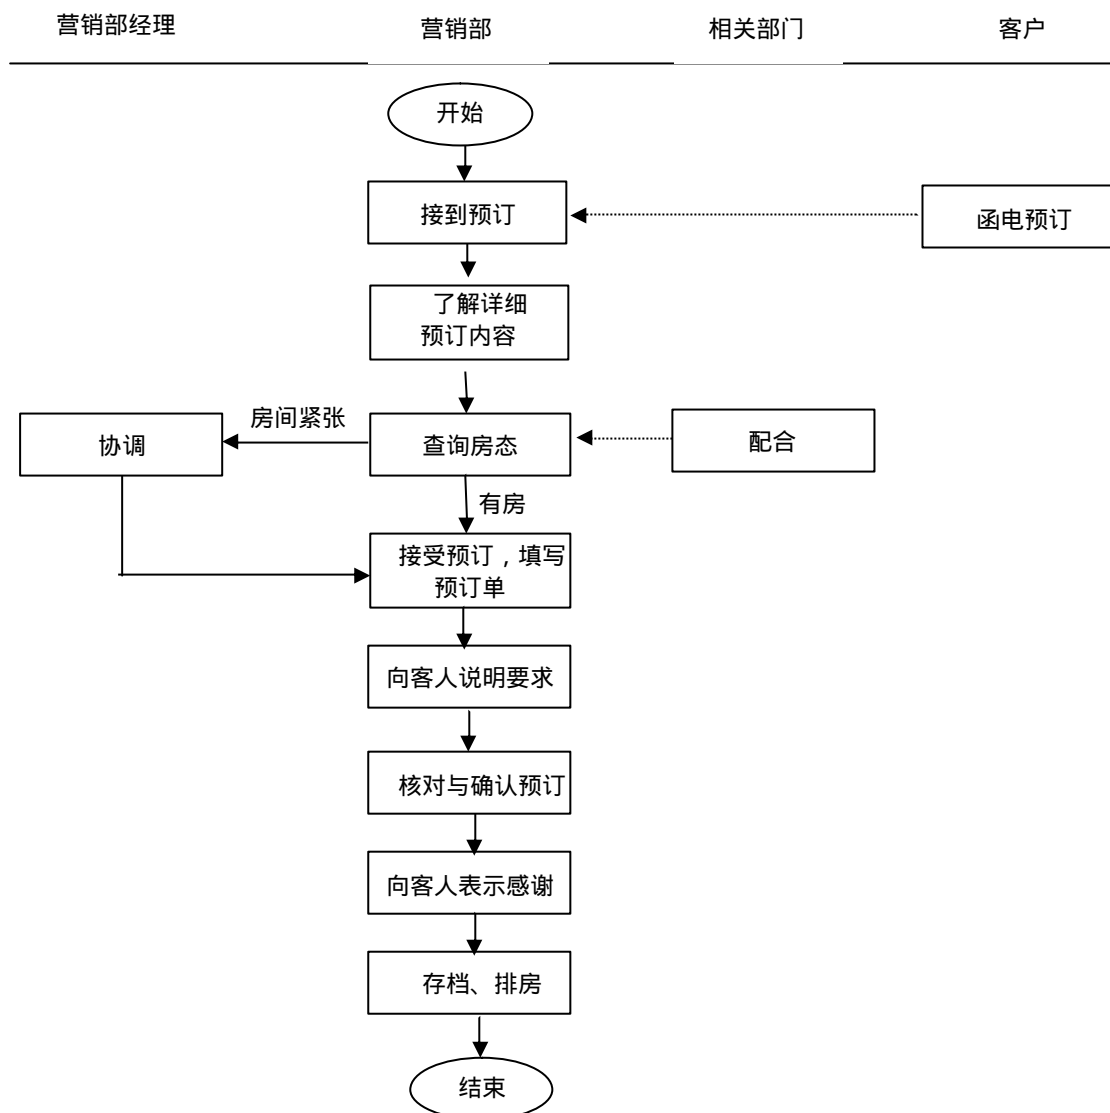 营销部经理
营销部
相关部门
客户
开始
接到预订
函电预订
了解详细
预订内容
房间紧张
协调
查询房态
配合
有房
接受预订，填写
预订单
向客人说明要求
核对与确认预订
向客人表示感谢
存档、排房
结束